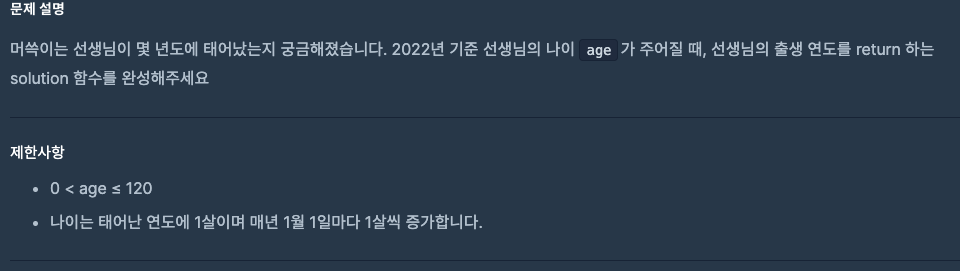 문제 설명
머쓱이는 선생님이 몇 년도에 태어났는지 궁금해졌습니다. 2022년 기준 선생님의 나이 age 가 주어질 때, 선생님의 출생 연도를 return 하는
solution 함수를 완성해주세요
제한사항
• 0 < age ≤ 120
• 나이는 태어난 연도에 1살이며 매년 1월 1일마다 1살씩 증가합니다.